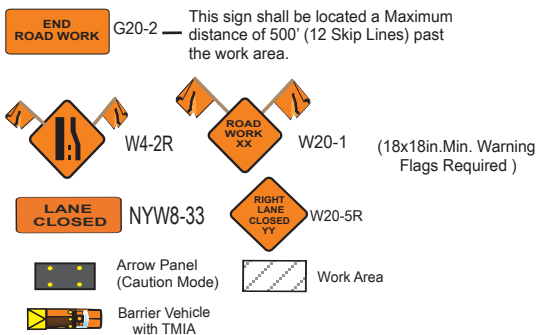 END
ROAD WORK
G20-2
This sign shall be located a Maximum
distance of 500' (12 Skip Lines) past
the work area.
W4-2R
ROAD
WORK
XX
W20-1
(18x18in.Min. Warning
Flags Required )
LANE
CLOSED
NYW8-33
RIGHT
LANE
CLOSED
YY
W20-5R
Arrow Panel
(Caution Mode)
Work Area
Barrier Vehicle
with TMIA